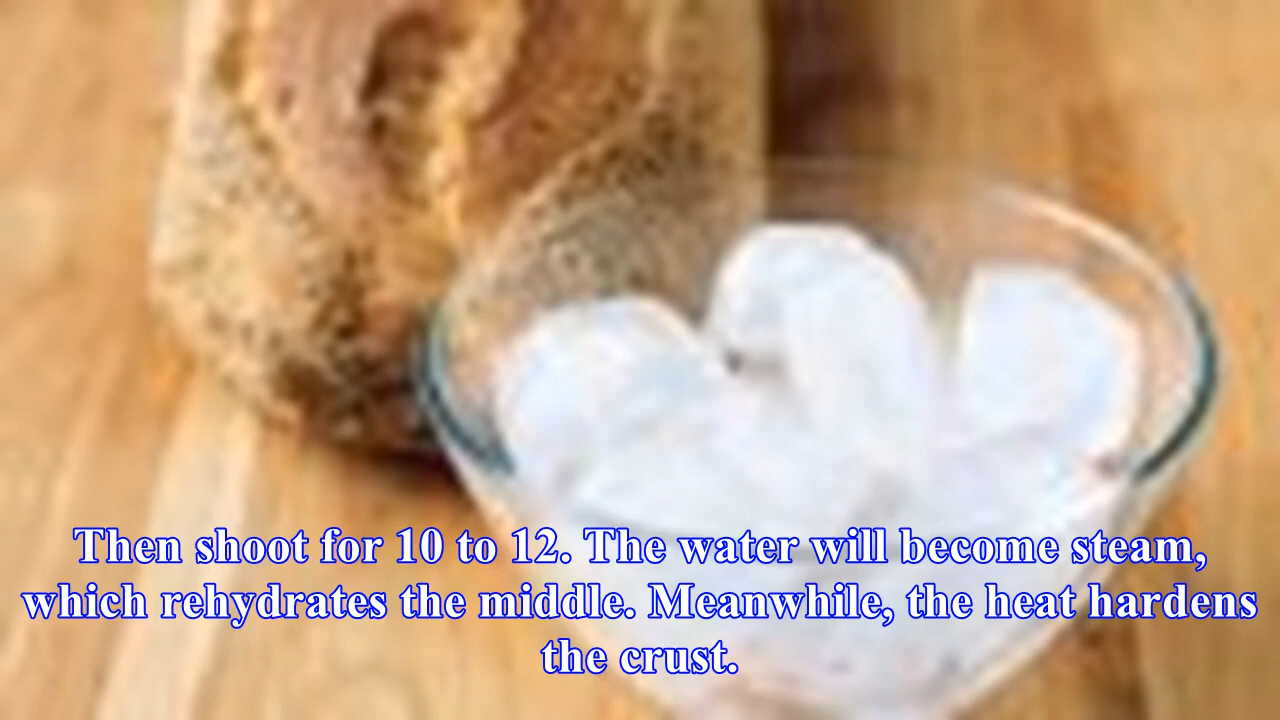 Then shoot for 10 to 12. The water will become steam,
which rehydrates the middle. Meanwhile, the heat hardens
the crust.